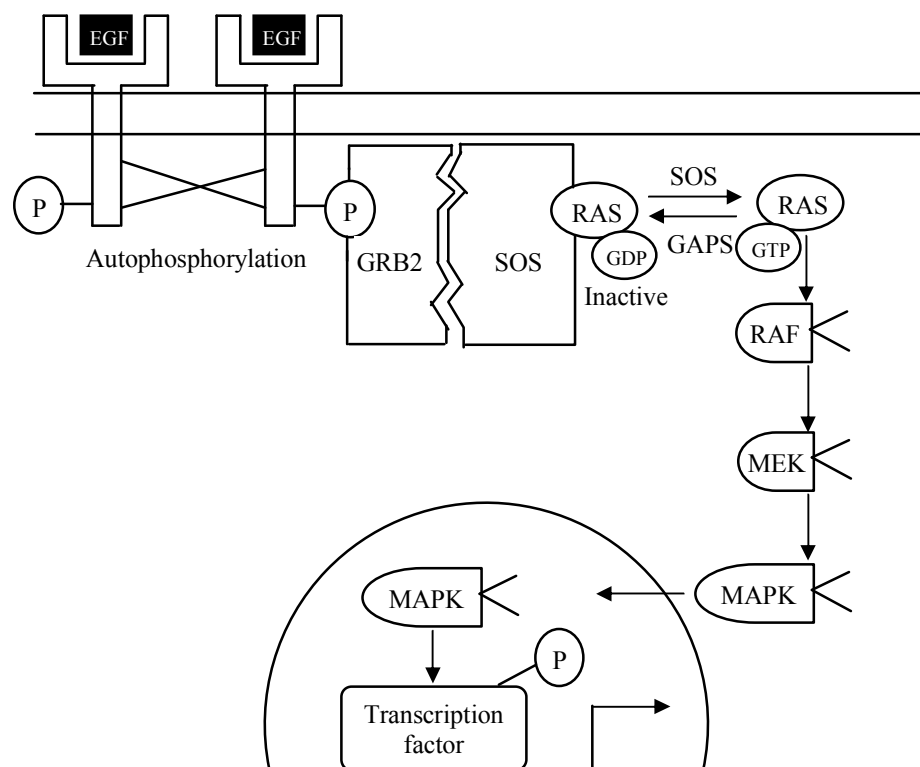 EGF
EGF
P
P
Autophosphorylation
GRB2
SOS
RAS
GDP
Inactive
SOS
GAPS
RAS
GTP
RAF
MEK
MAPK
MAPK
P
Transcription
factor